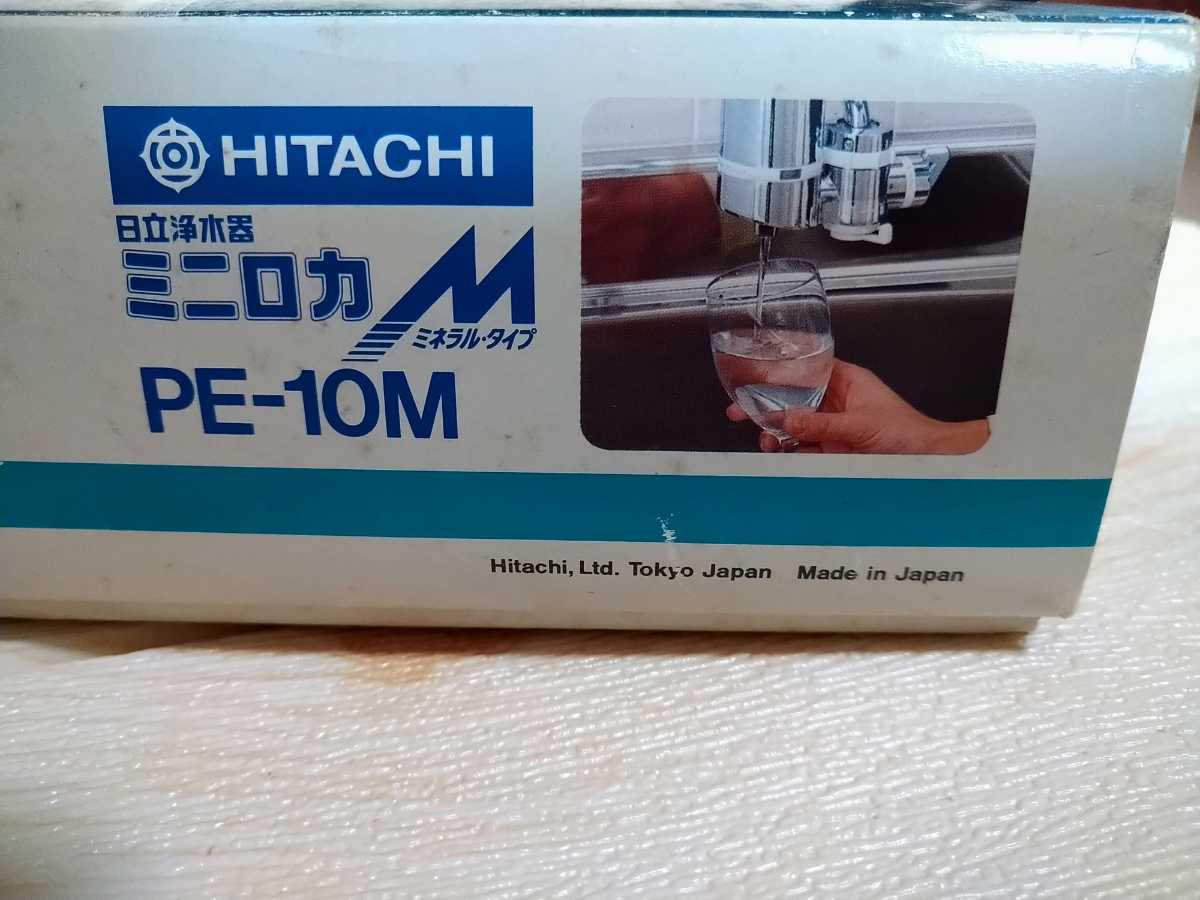 HITACHI
日立浄水器
ミニロカ M
ミネラル・タイプ
PE-10M
Hitachi, Ltd. Tokyo Japan Made in Japan